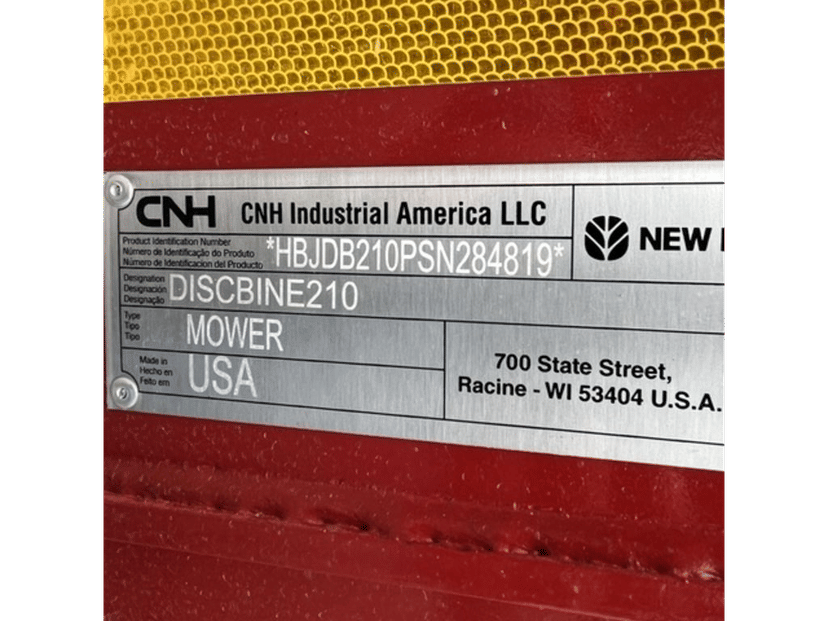 CNH CNH Industrial America LLC
NEW
Product Identification Number
Número de Identificação do Produto
Número de Identificacion del Producto
*HBJDB210PSN284819*
Designation
Designación
Designação
DISCBINE210
Type
Tipo
Tipo
MOWER
Made in
Hecho en
Feito em
USA
700 State Street,
Racine - WI 53404 U.S.A.